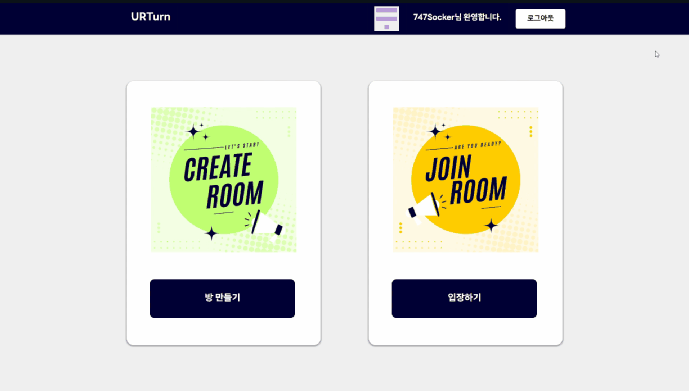 URTurn
747Socker님 환영합니다.
로그아웃
LET'S START
CREATE
ROOM
방 만들기
ARE YOU READY?
JOIN
ROOM
입장하기